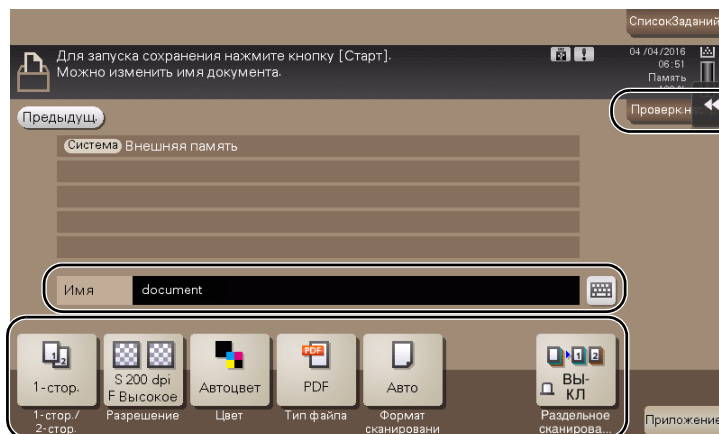 СписокЗаданий
Для запуска сохранения нажмите кнопку [Старт].
Можно изменить имя документа.
04/04/2016
06:51
Память
Проверк.н
Предыдущ.
Система Внешняя память
Имя document
1-стор.
S 200 dpi
F Высокое
Автоцвет
PDF
PDF
Авто
ВЫ-
КЛ
1-стор./
2-стор.
Разрешение
Цвет
Тип файла
Формат
сканировани
Раздельное
сканирова...
Приложение